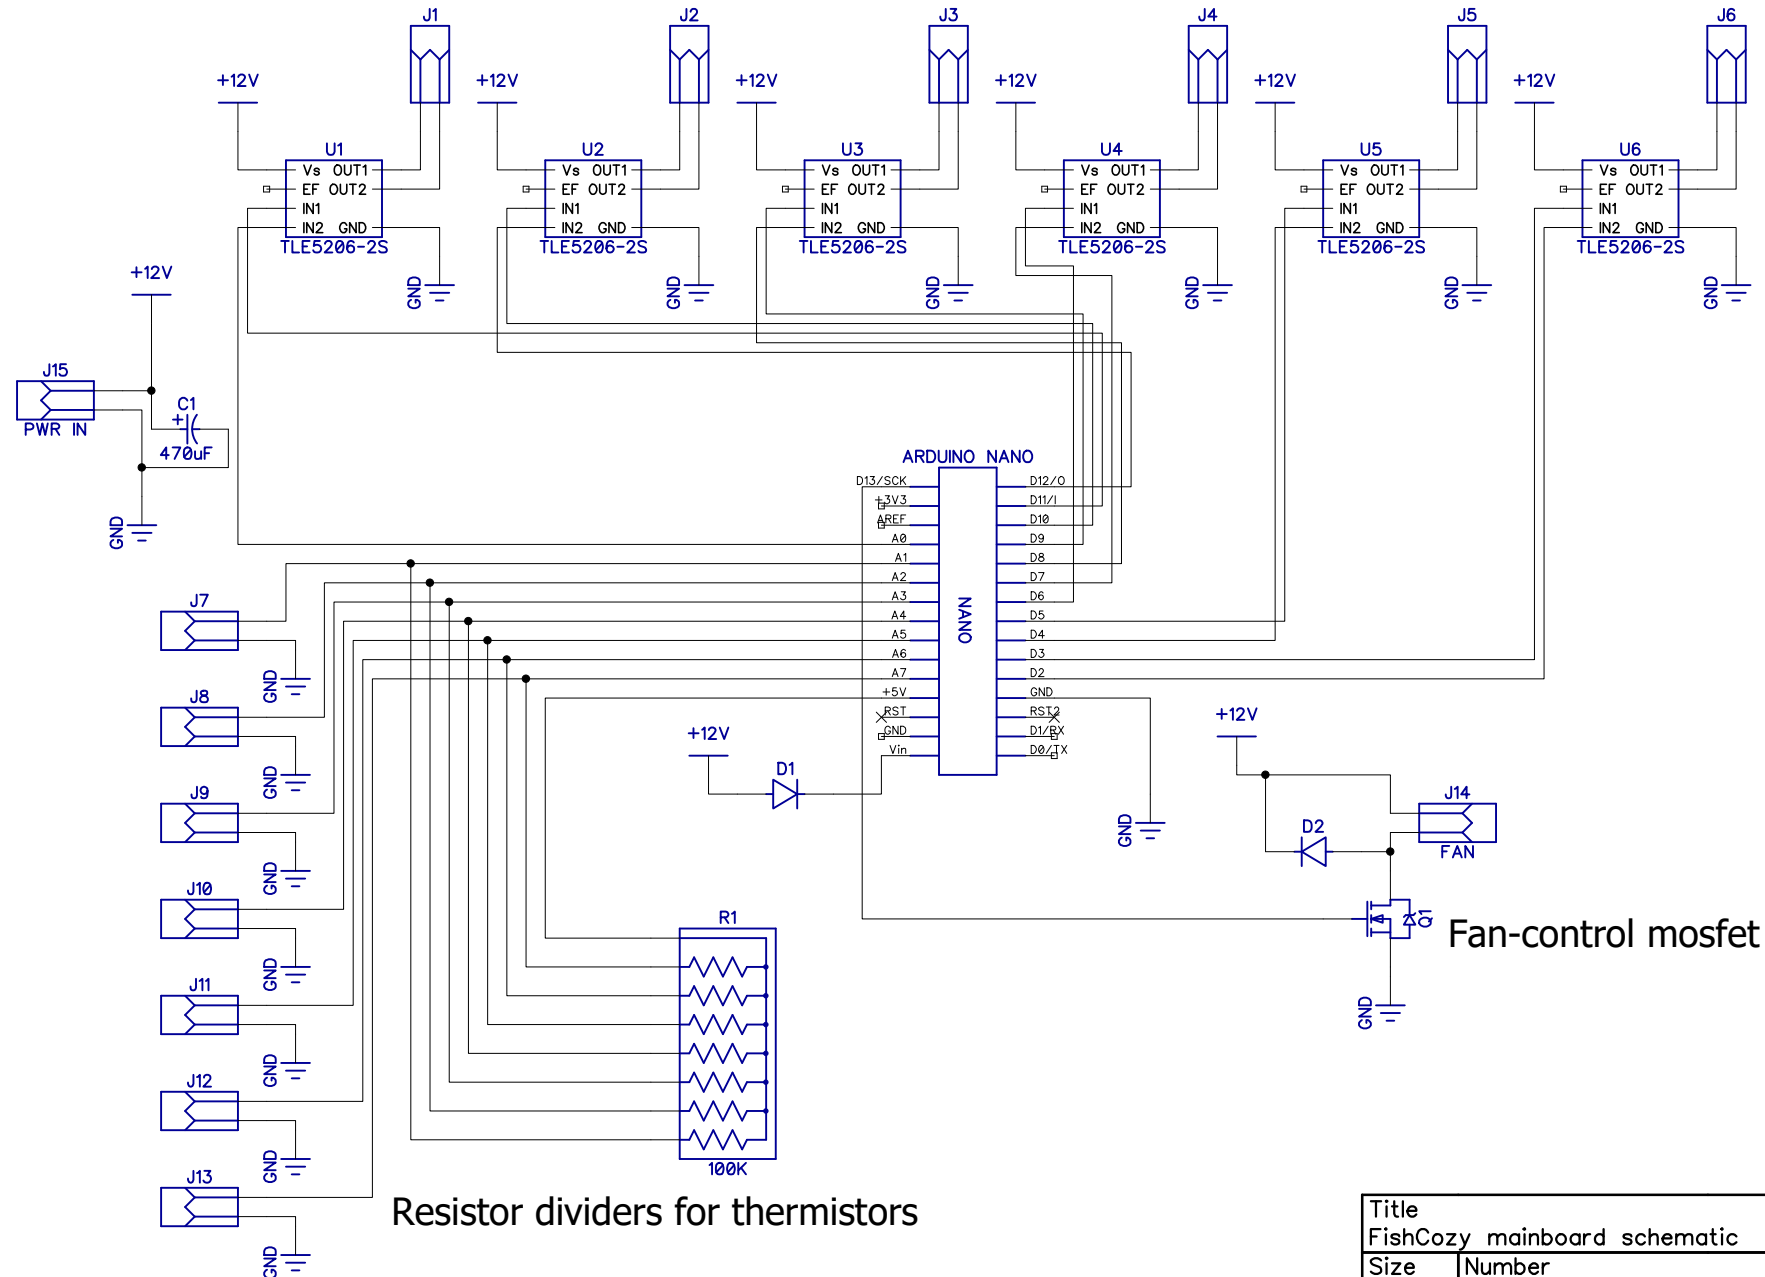 J1 J2 J3 J4 J5 J6
+12V +12V +12V +12V +12V +12V
U1 U2 U3 U4 U5 U6
Vs OUT1 Vs OUT1 Vs OUT1 Vs OUT1 Vs OUT1 Vs OUT1
EF OUT2 EF OUT2 EF OUT2 EF OUT2 EF OUT2 EF OUT2
IN1 IN1 IN1 IN1 IN1 IN1
IN2 GND IN2 GND IN2 GND IN2 GND IN2 GND IN2 GND
TLE5206-2S TLE5206-2S TLE5206-2S TLE5206-2S TLE5206-2S TLE5206-2S
GND GND GND GND GND GND
+12V
J15
PWR IN
C1
+
470uF
GND
ARDUINO NANO
D13/SCK D12/O
+3V3 D11/I
AREF D10
A0 D9
A1 D8
A2 D7
A3 D6
A4 D5
A5 D4
A6 D3
A7 D2
+5V GND
RST RST2
GND D1/RX
Vin D0/TX
NANO
J7
GND
J8
GND
J9
GND
J10
GND
J11
GND
J12
GND
J13
GND
+12V
D1
GND
+12V
J14
D2
FAN
Q1
Fan-control mosfet
GND
R1
100K
Resistor dividers for thermistors
Title
FishCozy mainboard schematic
Size Number